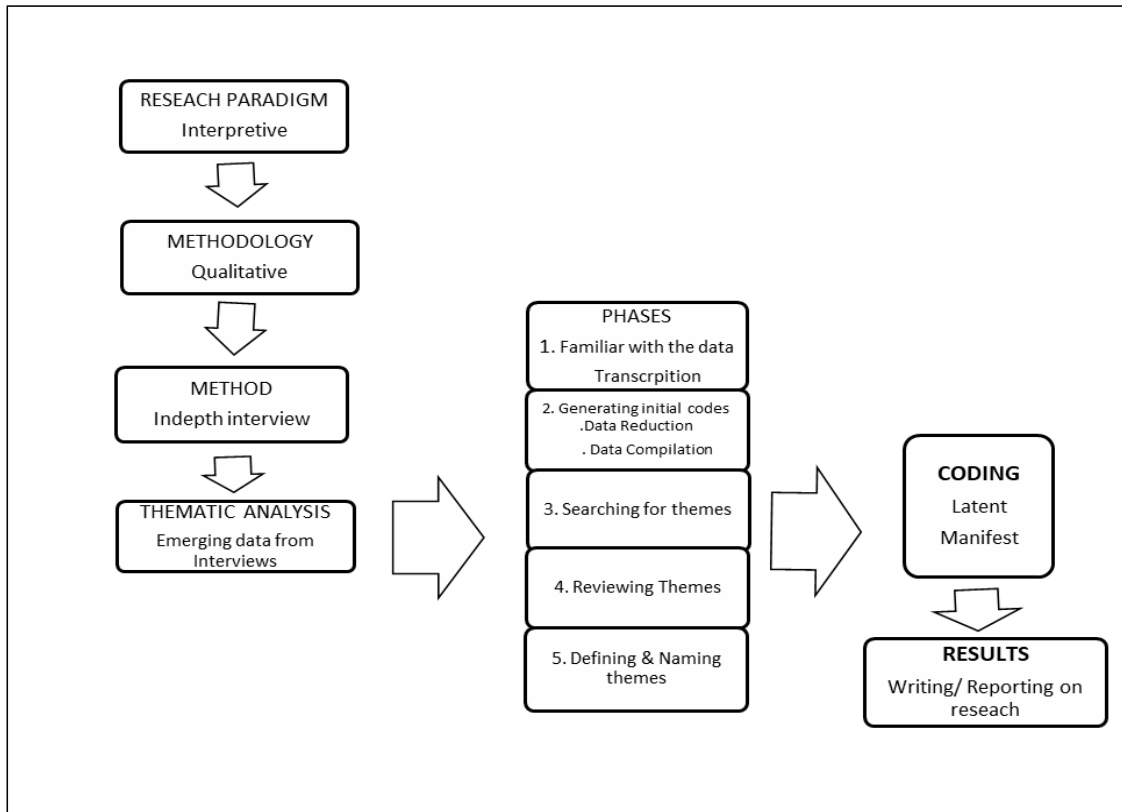 RESEACH PARADIGM
Interpretive
METHODOLOGY
Qualitative
METHOD
Indepth interview
THEMATIC ANALYSIS
Emerging data from
Interviews
PHASES
1. Familiar with the data
Transcrpition
2. Generating initial codes
.Data Reduction
. Data Compilation
3. Searching for themes
4. Reviewing Themes
5. Defining & Naming
themes
CODING
Latent
Manifest
RESULTS
Writing/ Reporting on
reseach